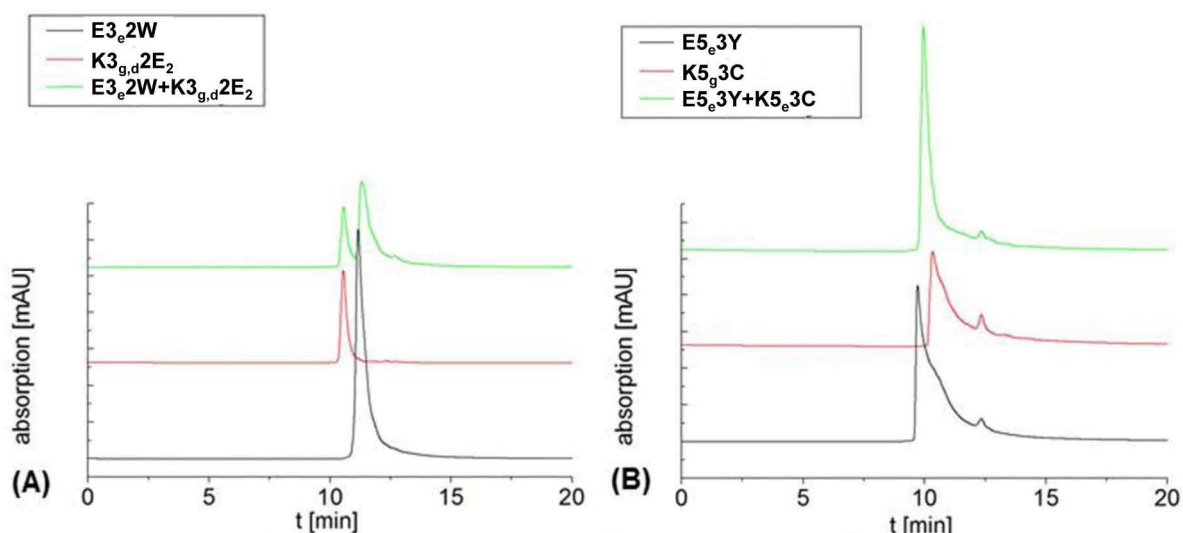 E3e2W
K3g,d2E2
E3e2W+K3g,d2E2
absorption [mAU]
(A)
0 5 10 15 20
t [min]
E5e3Y
K5g3C
E5e3Y+K5e3C
absorption [mAU]
(B)
0 5 10 15 20
t [min]